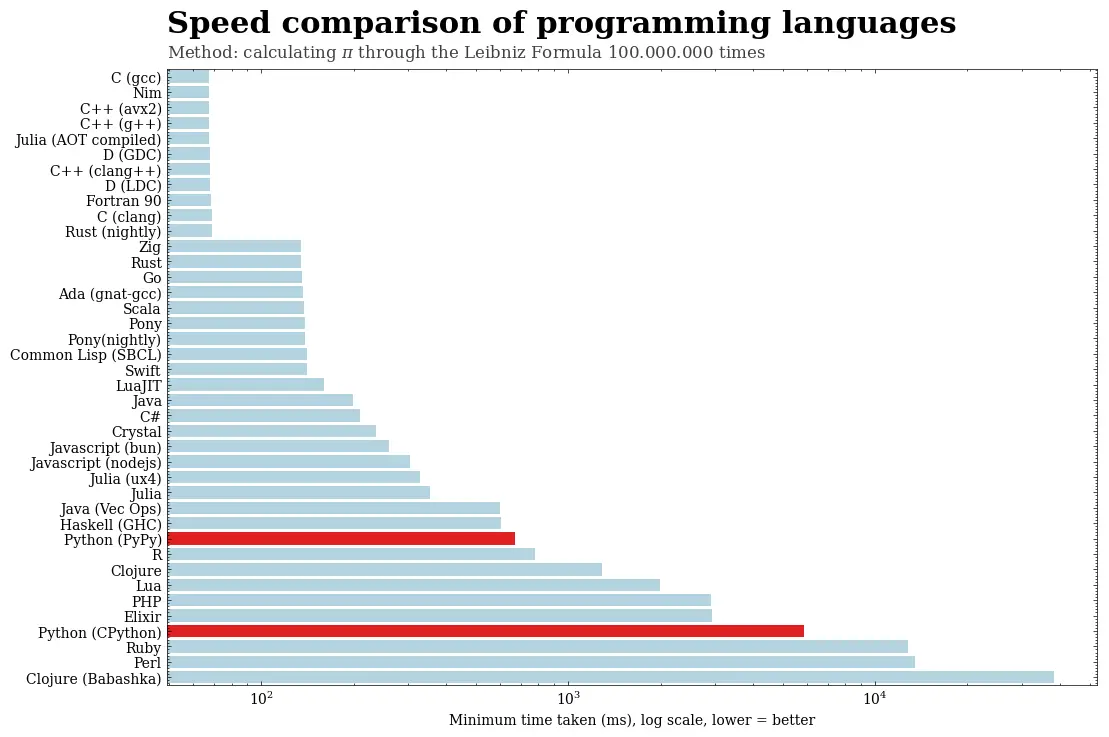 Speed comparison of programming languages
Method: calculating π through the Leibniz Formula 100.000.000 times
C (gcc)
Nim
C++ (avx2)
C++ (g++)
Julia (AOT compiled)
D (GDC)
C++ (clang++)
D (LDC)
Fortran 90
C (clang)
Rust (nightly)
Zig
Rust
Go
Ada (gnat-gcc)
Scala
Pony
Pony(nightly)
Common Lisp (SBCL)
Swift
LuaJIT
Java
C#
Crystal
Javascript (bun)
Javascript (nodejs)
Julia (ux4)
Julia
Java (Vec Ops)
Haskell (GHC)
Python (PyPy)
R
Clojure
Lua
PHP
Elixir
Python (CPython)
Ruby
Perl
Clojure (Babashka)
10² 10³ 10⁴
Minimum time taken (ms), log scale, lower = better